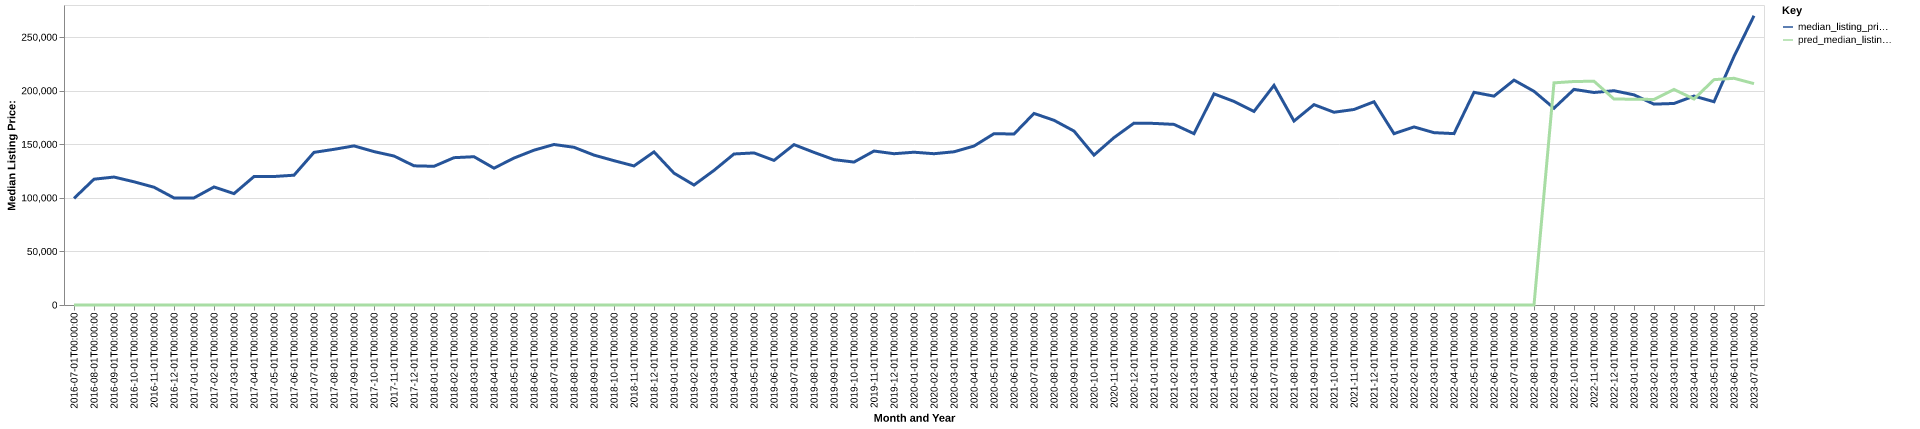 Key
median_listing_pri…
pred_median_listin…
Median Listing Price:
250,000
200,000
150,000
100,000
50,000
0
2016-07-01T00:00:00
2016-08-01T00:00:00
2016-09-01T00:00:00
2016-10-01T00:00:00
2016-11-01T00:00:00
2016-12-01T00:00:00
2017-01-01T00:00:00
2017-02-01T00:00:00
2017-03-01T00:00:00
2017-04-01T00:00:00
2017-05-01T00:00:00
2017-06-01T00:00:00
2017-07-01T00:00:00
2017-08-01T00:00:00
2017-09-01T00:00:00
2017-10-01T00:00:00
2017-11-01T00:00:00
2017-12-01T00:00:00
2018-01-01T00:00:00
2018-02-01T00:00:00
2018-03-01T00:00:00
2018-04-01T00:00:00
2018-05-01T00:00:00
2018-06-01T00:00:00
2018-07-01T00:00:00
2018-08-01T00:00:00
2018-09-01T00:00:00
2018-10-01T00:00:00
2018-11-01T00:00:00
2018-12-01T00:00:00
2019-01-01T00:00:00
2019-02-01T00:00:00
2019-03-01T00:00:00
2019-04-01T00:00:00
2019-05-01T00:00:00
2019-06-01T00:00:00
2019-07-01T00:00:00
2019-08-01T00:00:00
2019-09-01T00:00:00
2019-10-01T00:00:00
2019-11-01T00:00:00
2019-12-01T00:00:00
2020-01-01T00:00:00
2020-02-01T00:00:00
2020-03-01T00:00:00
2020-04-01T00:00:00
2020-05-01T00:00:00
2020-06-01T00:00:00
2020-07-01T00:00:00
2020-08-01T00:00:00
2020-09-01T00:00:00
2020-10-01T00:00:00
2020-11-01T00:00:00
2020-12-01T00:00:00
2021-01-01T00:00:00
2021-02-01T00:00:00
2021-03-01T00:00:00
2021-04-01T00:00:00
2021-05-01T00:00:00
2021-06-01T00:00:00
2021-07-01T00:00:00
2021-08-01T00:00:00
2021-09-01T00:00:00
2021-10-01T00:00:00
2021-11-01T00:00:00
2021-12-01T00:00:00
2022-01-01T00:00:00
2022-02-01T00:00:00
2022-03-01T00:00:00
2022-04-01T00:00:00
2022-05-01T00:00:00
2022-06-01T00:00:00
2022-07-01T00:00:00
2022-08-01T00:00:00
2022-09-01T00:00:00
2022-10-01T00:00:00
2022-11-01T00:00:00
2022-12-01T00:00:00
2023-01-01T00:00:00
2023-02-01T00:00:00
2023-03-01T00:00:00
2023-04-01T00:00:00
2023-05-01T00:00:00
2023-06-01T00:00:00
2023-07-01T00:00:00
Month and Year